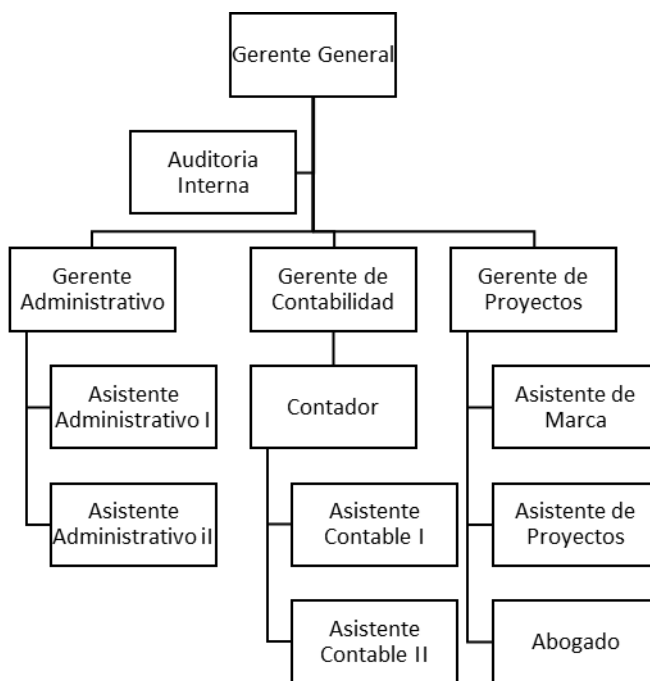 Gerente General
Auditoria
Interna
Gerente
Administrativo
Gerente de
Contabilidad
Gerente de
Proyectos
Asistente
Administrativo I
Contador
Asistente de
Marca
Asistente
Administrativo iI
Asistente
Contable I
Asistente de
Proyectos
Asistente
Contable II
Abogado